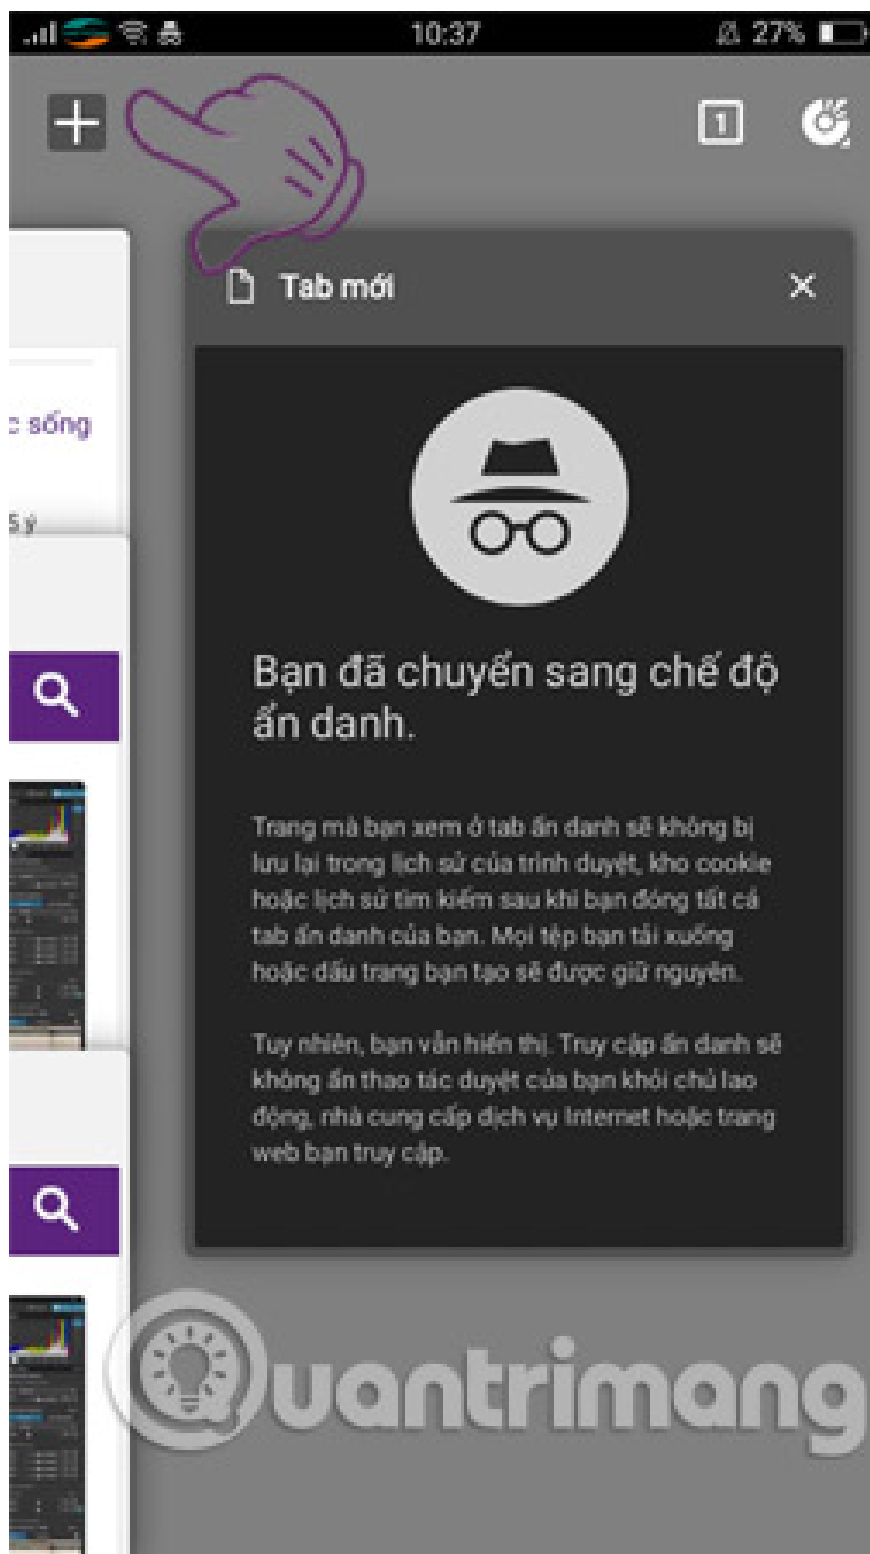 10:37
27%
1
Tab mới
c sống
Bạn đã chuyển sang chế độ
ẩn danh.
Trang mà bạn xem ở tab ẩn danh sẽ không bị
lưu lại trong lịch sử của trình duyệt, kho cookie
hoặc lịch sử tìm kiếm sau khi bạn đóng tất cả
tab ẩn danh của bạn. Mọi tệp bạn tải xuống
hoặc dấu trang bạn tạo sẽ được giữ nguyên.
Tuy nhiên, bạn vẫn hiển thị. Truy cập ẩn danh sẽ
không ẩn thao tác duyệt của bạn khỏi chủ lao
động, nhà cung cấp dịch vụ Internet hoặc trang
web bạn truy cập.
Quantrimang